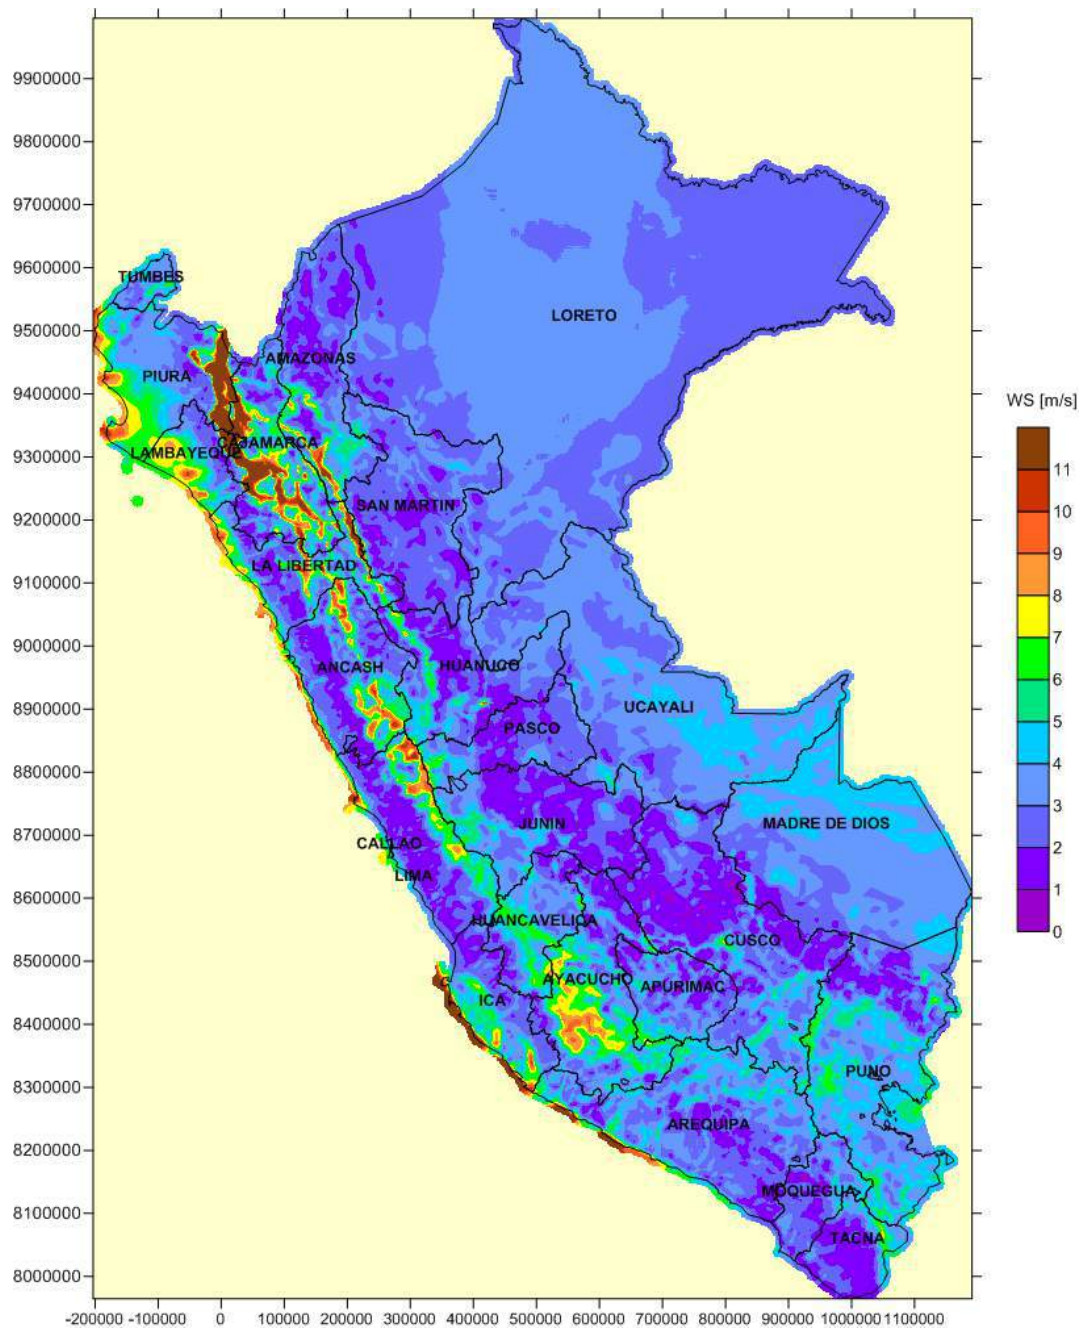 9900000
9800000
9700000
9600000
9500000
9400000
9300000
9200000
9100000
9000000
8900000
8800000
8700000
8600000
8500000
8400000
8300000
8200000
8100000
8000000
TUMBES
LORETO
AMAZONAS
PIURA
CAJAMARCA
LAMBAYEQUE
SAN MARTIN
LA LIBERTAD
ANCASH
HUANUCO
UCAYALI
PASCO
JUNIN
MADRE DE DIOS
CALLAO
LIMA
HUANCAVELICA
CUSCO
AYACUCHO
APURIMAC
ICA
PUNO
AREQUIPA
MOQUEGUA
TACNA
WS [m/s]
11
10
9
8
7
6
5
4
3
2
1
0
-200000 -100000 0 100000 200000 300000 400000 500000 600000 700000 800000 900000 1000000 1100000